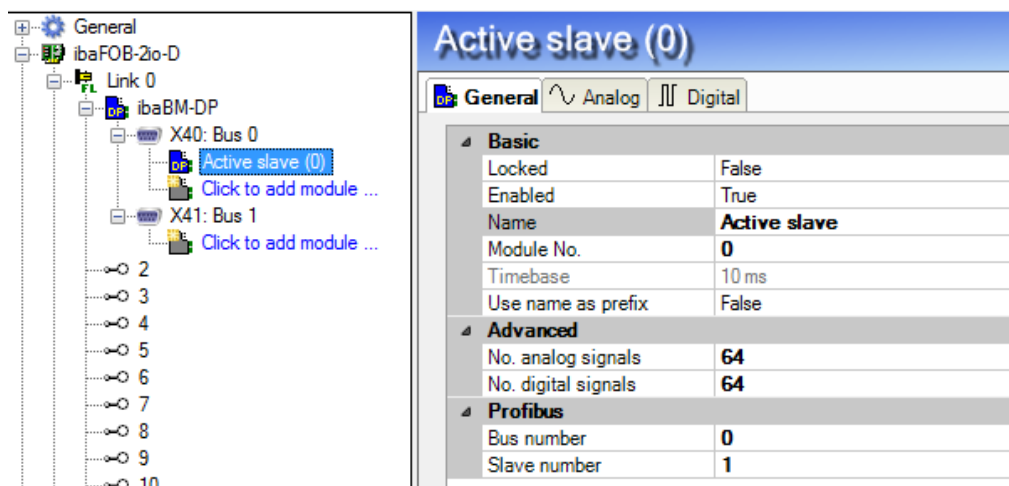 General
ibaFOB-2io-D
Link 0
ibaBM-DP
X40: Bus 0
Active slave (0)
Click to add module ...
X41: Bus 1
Click to add module ...
2
3
4
5
6
7
8
9
10
Active slave (0)
General Analog Digital
Basic
Locked False
Enabled True
Name Active slave
Module No. 0
Timebase 10 ms
Use name as prefix False
Advanced
No. analog signals 64
No. digital signals 64
Profibus
Bus number 0
Slave number 1